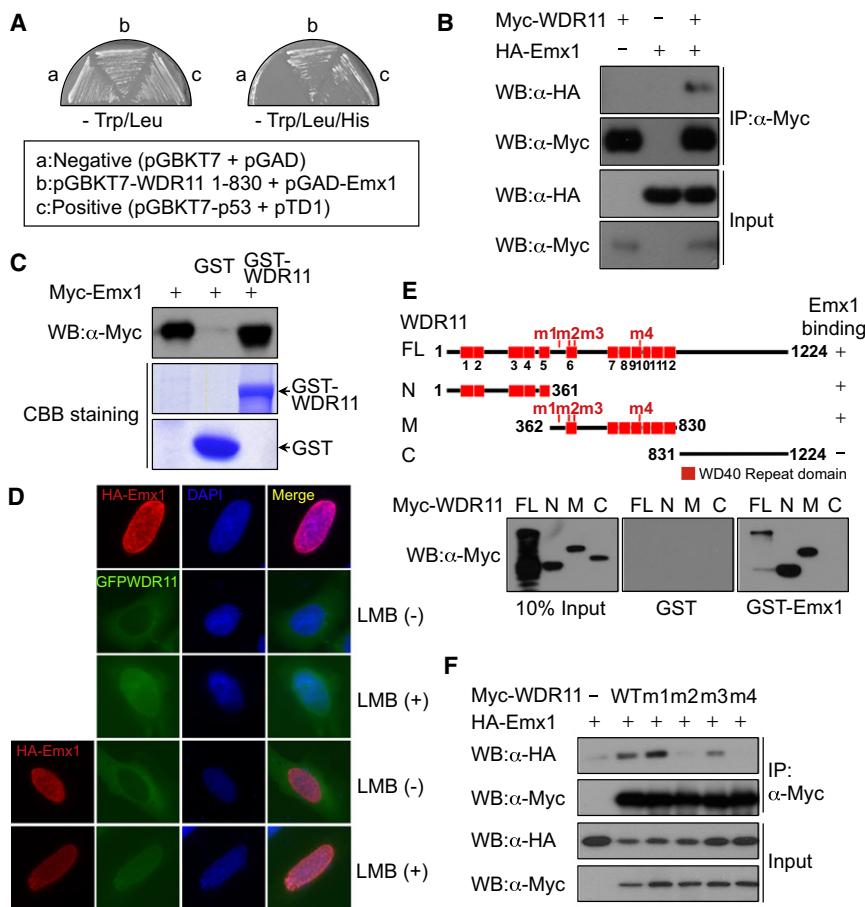 A
b
a
c
- Trp/Leu
b
a
c
- Trp/Leu/His
a:Negative (pGBKT7 + pGAD)
b:pGBKT7-WDR11 1-830 + pGAD-Emx1
c:Positive (pGBKT7-p53 + pTD1)
B
Myc-WDR11 + − +
HA-Emx1 − + +
WB:α-HA
WB:α-Myc
IP:α-Myc
WB:α-HA
WB:α-Myc
Input
C
GST GST-WDR11
Myc-Emx1 + + +
WB:α-Myc
CBB staining
GST-WDR11
GST
D
HA-Emx1 DAPI Merge
GFPWDR11
LMB (-)
LMB (+)
HA-Emx1
LMB (-)
LMB (+)
E
WDR11
Emx1 binding
m1 m2 m3 m4
FL 1 1224 +
1 2 3 4 5 6 7 8 9 10 11 12
N 1 361 +
m1 m2 m3 m4
M 362 830 +
C 831 1224 −
WD40 Repeat domain
Myc-WDR11 FL N M C FL N M C FL N M C
WB:α-Myc
10% Input GST GST-Emx1
F
Myc-WDR11 − WT m1 m2 m3 m4
HA-Emx1 + + + + + +
WB:α-HA
WB:α-Myc
IP: α-Myc
WB:α-HA
WB:α-Myc
Input